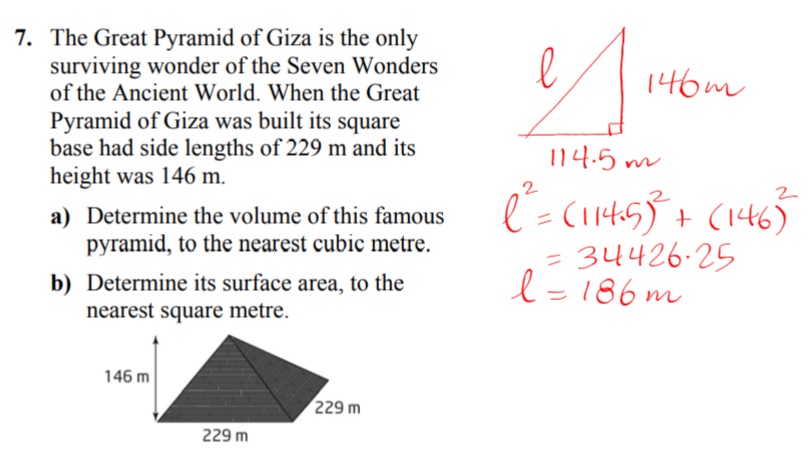 7. The Great Pyramid of Giza is the only
surviving wonder of the Seven Wonders
of the Ancient World. When the Great
Pyramid of Giza was built its square
base had side lengths of 229 m and its
height was 146 m.
a) Determine the volume of this famous
pyramid, to the nearest cubic metre.
b) Determine its surface area, to the
nearest square metre.
146 m
229 m
229 m
l
146 m
114.5 m
l² = (114.5)² + (146)²
= 34426.25
l = 186 m